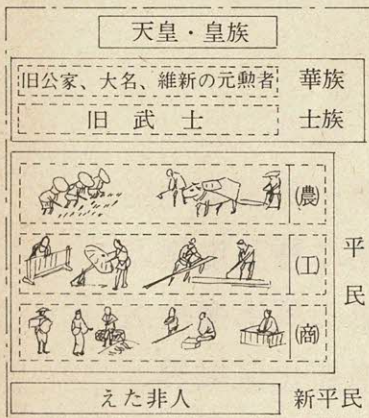 天皇・皇族
旧公家、大名、維新の元勲者 華族
旧武士 士族
(農)
(工)
平民
(商)
えた非人 新平民